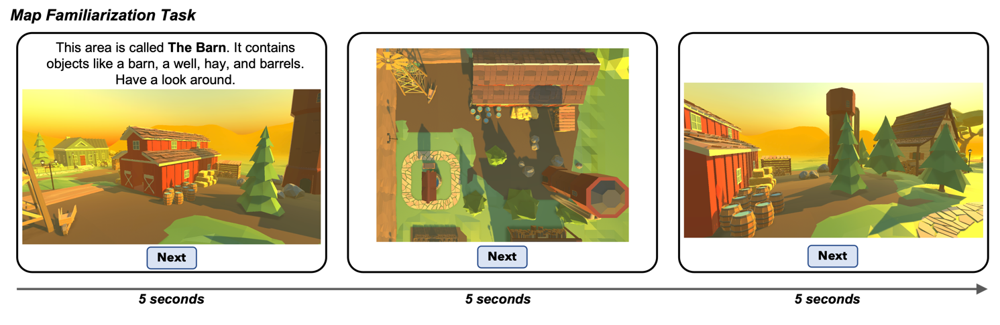 Map Familiarization Task
This area is called The Barn. It contains
objects like a barn, a well, hay, and barrels.
Have a look around.
Next
Next
Next
5 seconds
5 seconds
5 seconds